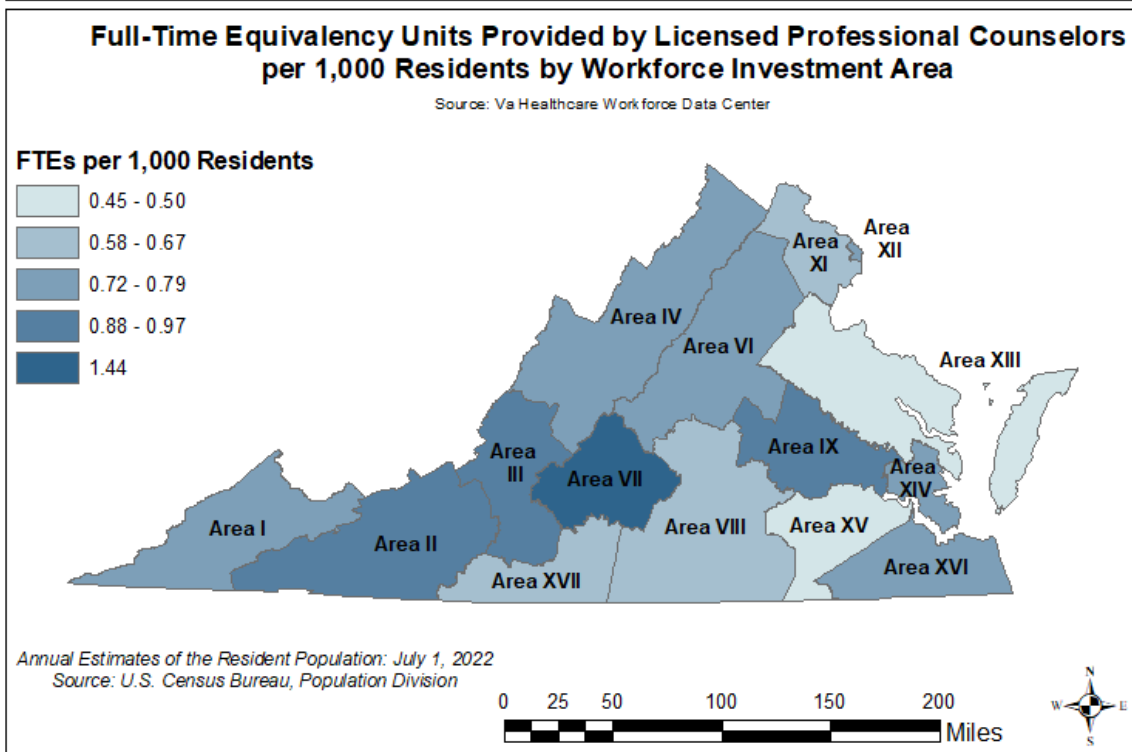 Full-Time Equivalency Units Provided by Licensed Professional Counselors
per 1,000 Residents by Workforce Investment Area
Source: Va Healthcare Workforce Data Center
FTEs per 1,000 Residents
0.45 - 0.50
0.58 - 0.67
0.72 - 0.79
0.88 - 0.97
1.44
Area
XII
Area
XI
Area IV
Area VI
Area XIII
Area
III
Area IX
Area VII
Area
XIV
Area I
Area II
Area VIII
Area XV
Area XVII
Area XVI
Annual Estimates of the Resident Population: July 1, 2022
Source: U.S. Census Bureau, Population Division
0 25 50 100 150 200
Miles
N
W E
S